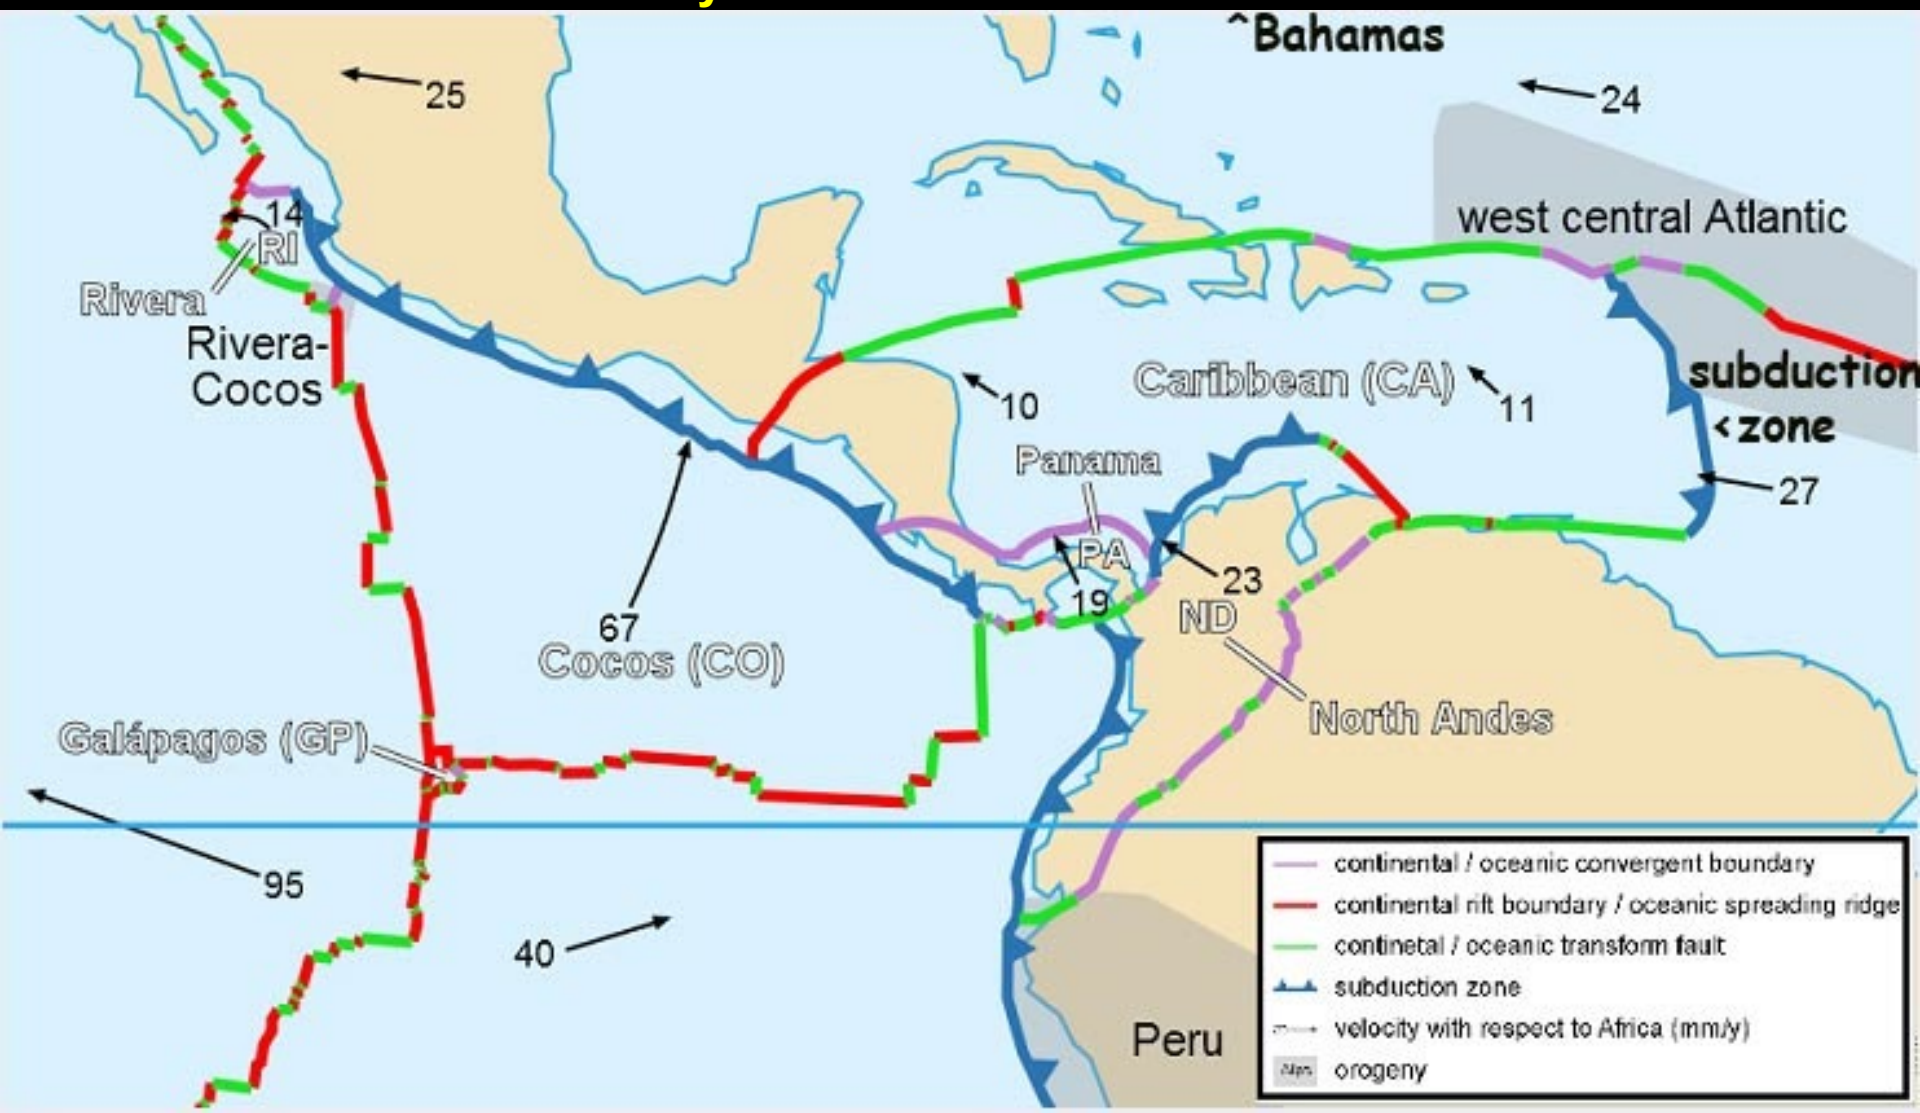 ^Bahamas
25
24
west central Atlantic
14
RI
Rivera
Rivera-
Cocos
subduction
<zone
Caribbean (CA)
10
11
Panama
27
PA
23
19
ND
67
Cocos (CO)
North Andes
Galápagos (GP)
95
40
Peru
continental / oceanic convergent boundary
continental rift boundary / oceanic spreading ridge
continetal / oceanic transform fault
subduction zone
velocity with respect to Africa (mm/y)
Alps
orogeny